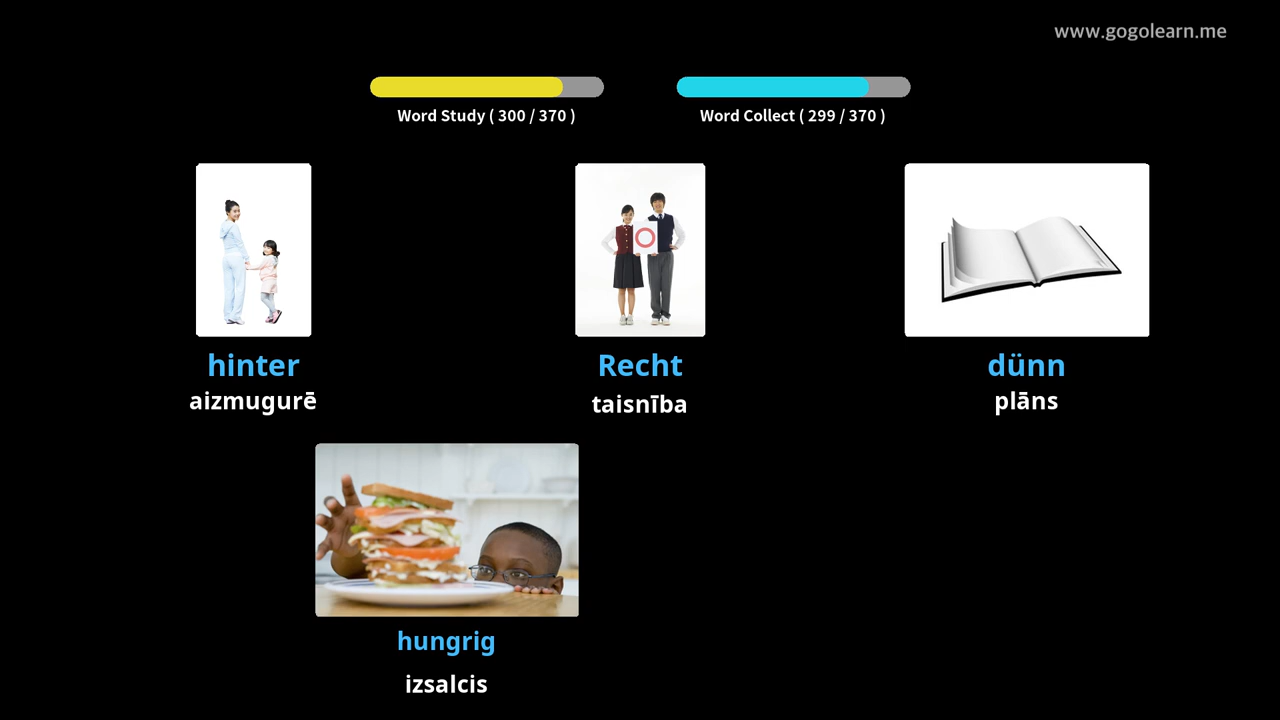 www.gogolearn.me
Word Study ( 300 / 370 )
Word Collect ( 299 / 370 )
hinter
aizmugurē
Recht
taisnība
dünn
plāns
hungrig
izsalcis